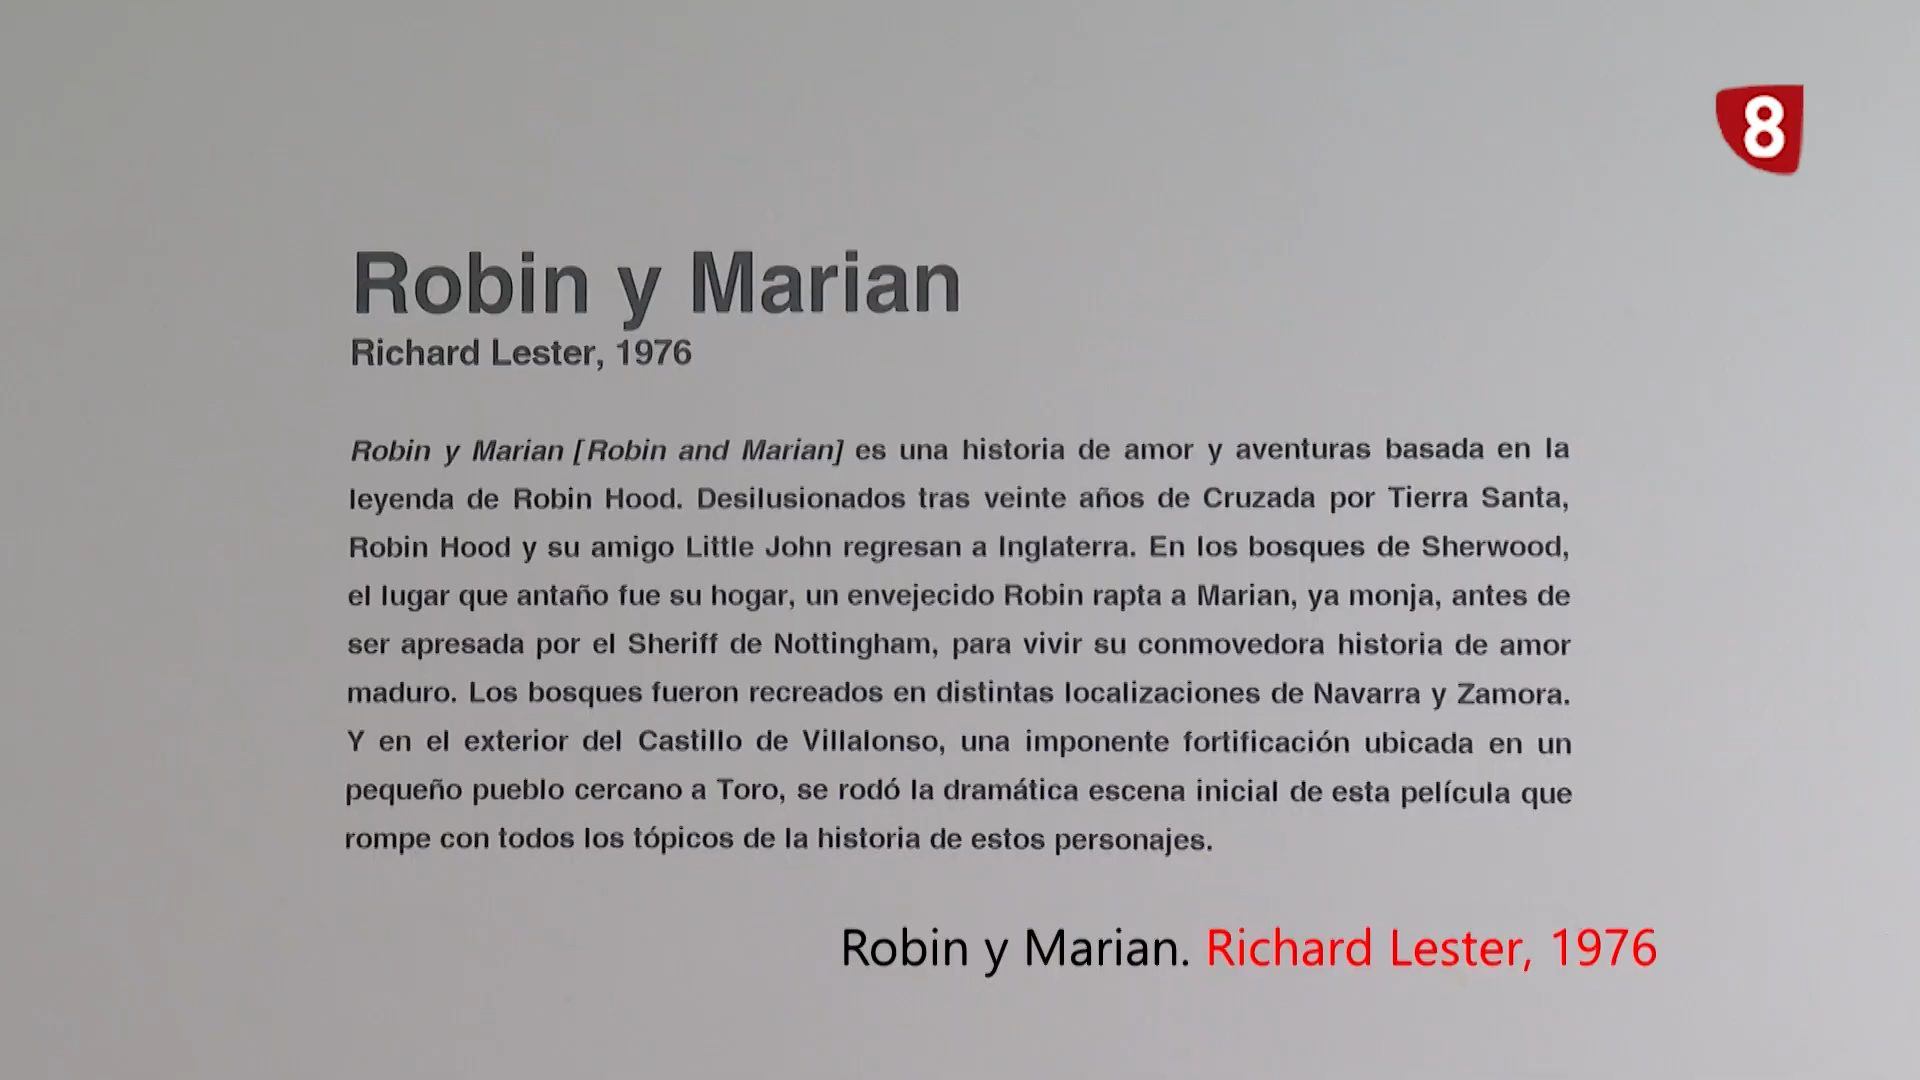 8
Robin y Marian
Richard Lester, 1976
Robin y Marian [Robin and Marian] es una historia de amor y aventuras basada en la
leyenda de Robin Hood. Desilusionados tras veinte años de Cruzada por Tierra Santa,
Robin Hood y su amigo Little John regresan a Inglaterra. En los bosques de Sherwood,
el lugar que antaño fue su hogar, un envejecido Robin rapta a Marian, ya monja, antes de
ser apresada por el Sheriff de Nottingham, para vivir su conmovedora historia de amor
maduro. Los bosques fueron recreados en distintas localizaciones de Navarra y Zamora.
Y en el exterior del Castillo de Villalonso, una imponente fortificación ubicada en un
pequeño pueblo cercano a Toro, se rodó la dramática escena inicial de esta película que
rompe con todos los tópicos de la historia de estos personajes.
Robin y Marian. Richard Lester, 1976